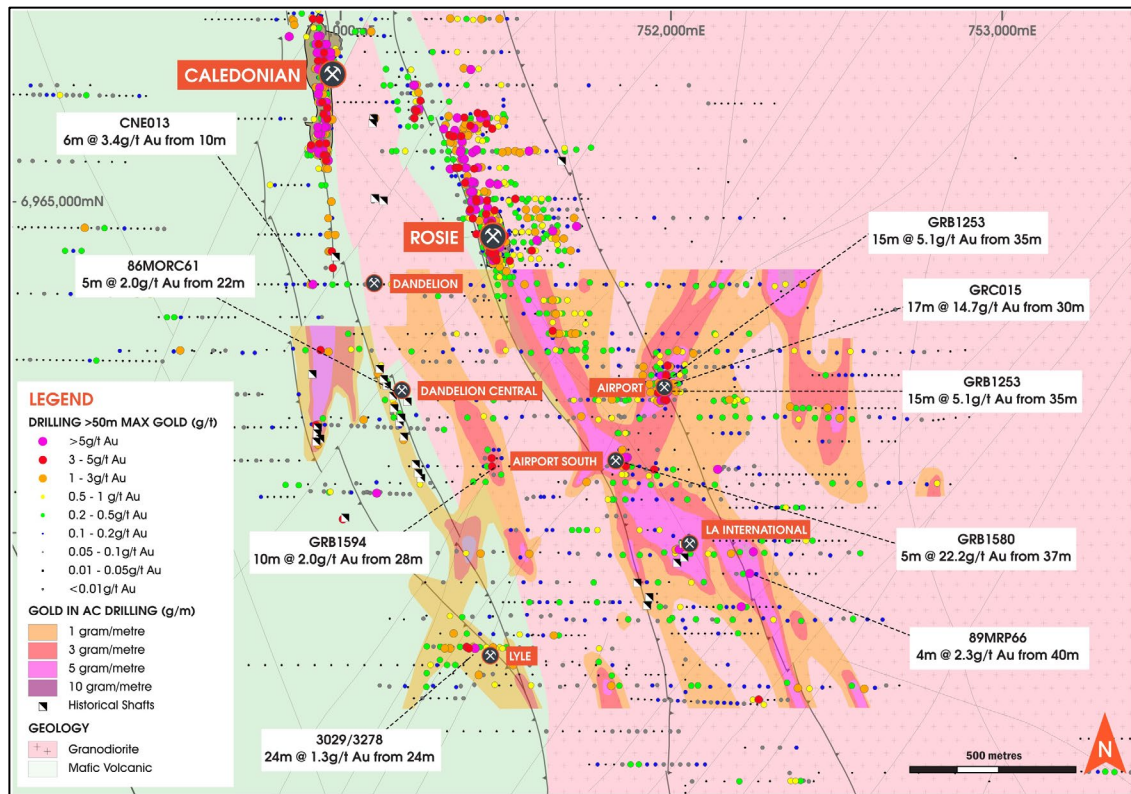 000mE
752,000mE
753,000mE
CALEDONIAN
CNE013
6m @ 3.4g/t Au from 10m
- 6,965,000mN
ROSIE
GRB1253
15m @ 5.1g/t Au from 35m
86MORC61
5m @ 2.0g/t Au from 22m
DANDELION
GRC015
17m @ 14.7g/t Au from 30m
DANDELION CENTRAL
AIRPORT
GRB1253
15m @ 5.1g/t Au from 35m
LEGEND
DRILLING >50m MAX GOLD (g/t)
>5g/t Au
3 - 5g/t Au
1 - 3g/t Au
0.5 - 1 g/t Au
0.2 - 0.5g/t Au
0.1 - 0.2g/t Au
0.05 - 0.1g/t Au
0.01 - 0.05g/t Au
<0.01g/t Au
GOLD IN AC DRILLING (g/m)
1 gram/metre
3 gram/metre
5 gram/metre
10 gram/metre
Historical Shafts
GEOLOGY
Granodiorite
Mafic Volcanic
AIRPORT SOUTH
LA INTERNATIONAL
GRB1594
10m @ 2.0g/t Au from 28m
GRB1580
5m @ 22.2g/t Au from 37m
LYLE
89MRP66
4m @ 2.3g/t Au from 40m
3029/3278
24m @ 1.3g/t Au from 24m
500 metres
N